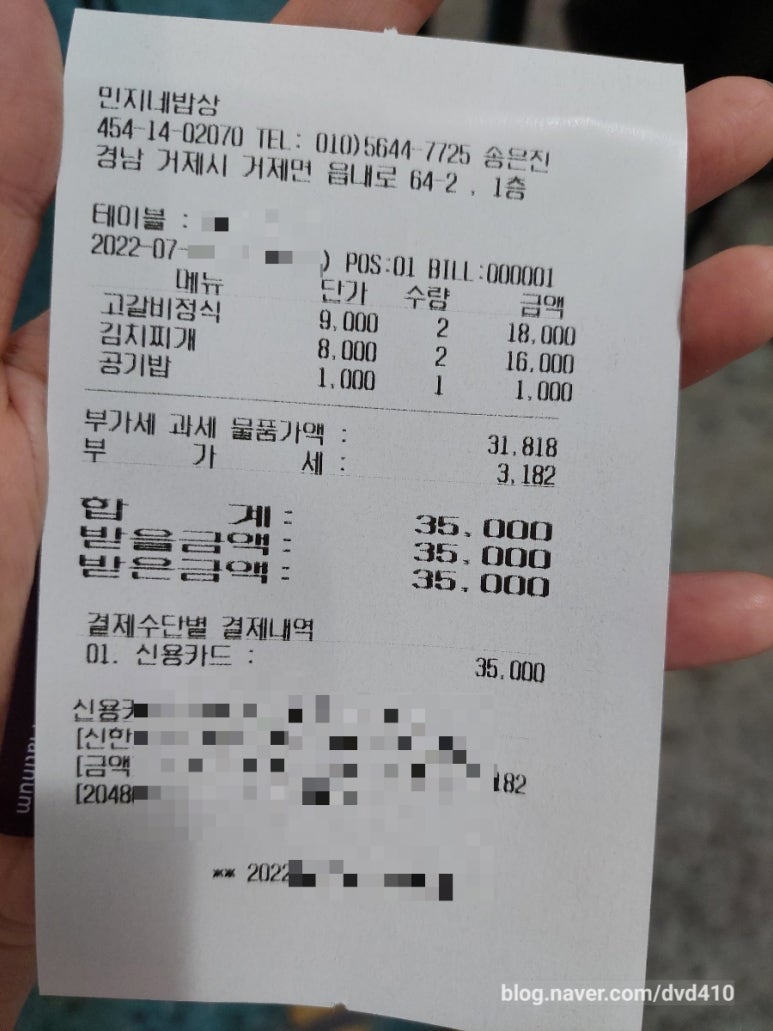 민지네밥상
454-14-02070 TEL: 010)5644-7725 송은진
경남 거제시 거제면 읍내로 64-2 , 1층
테이블 :
2022-07- ) POS:01 BILL:000001
메뉴 단가 수량 금액
고갈비정식 9,000 2 18,000
김치찌개 8,000 2 16,000
공기밥 1,000 1 1,000
부가세 과세 물품가액 : 31,818
부 가 세 : 3,182
합 계 : 35,000
받을금액 : 35,000
받은금액 : 35,000
결제수단별 결제내역
01. 신용카드 : 35,000
신용카
[신한
[금액 182
[2048
** 2022
blog.naver.com/dvd410